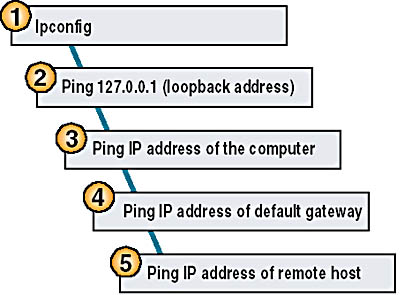 1 Ipconfig
2 Ping 127.0.0.1 (loopback address)
3 Ping IP address of the computer
4 Ping IP address of default gateway
5 Ping IP address of remote host